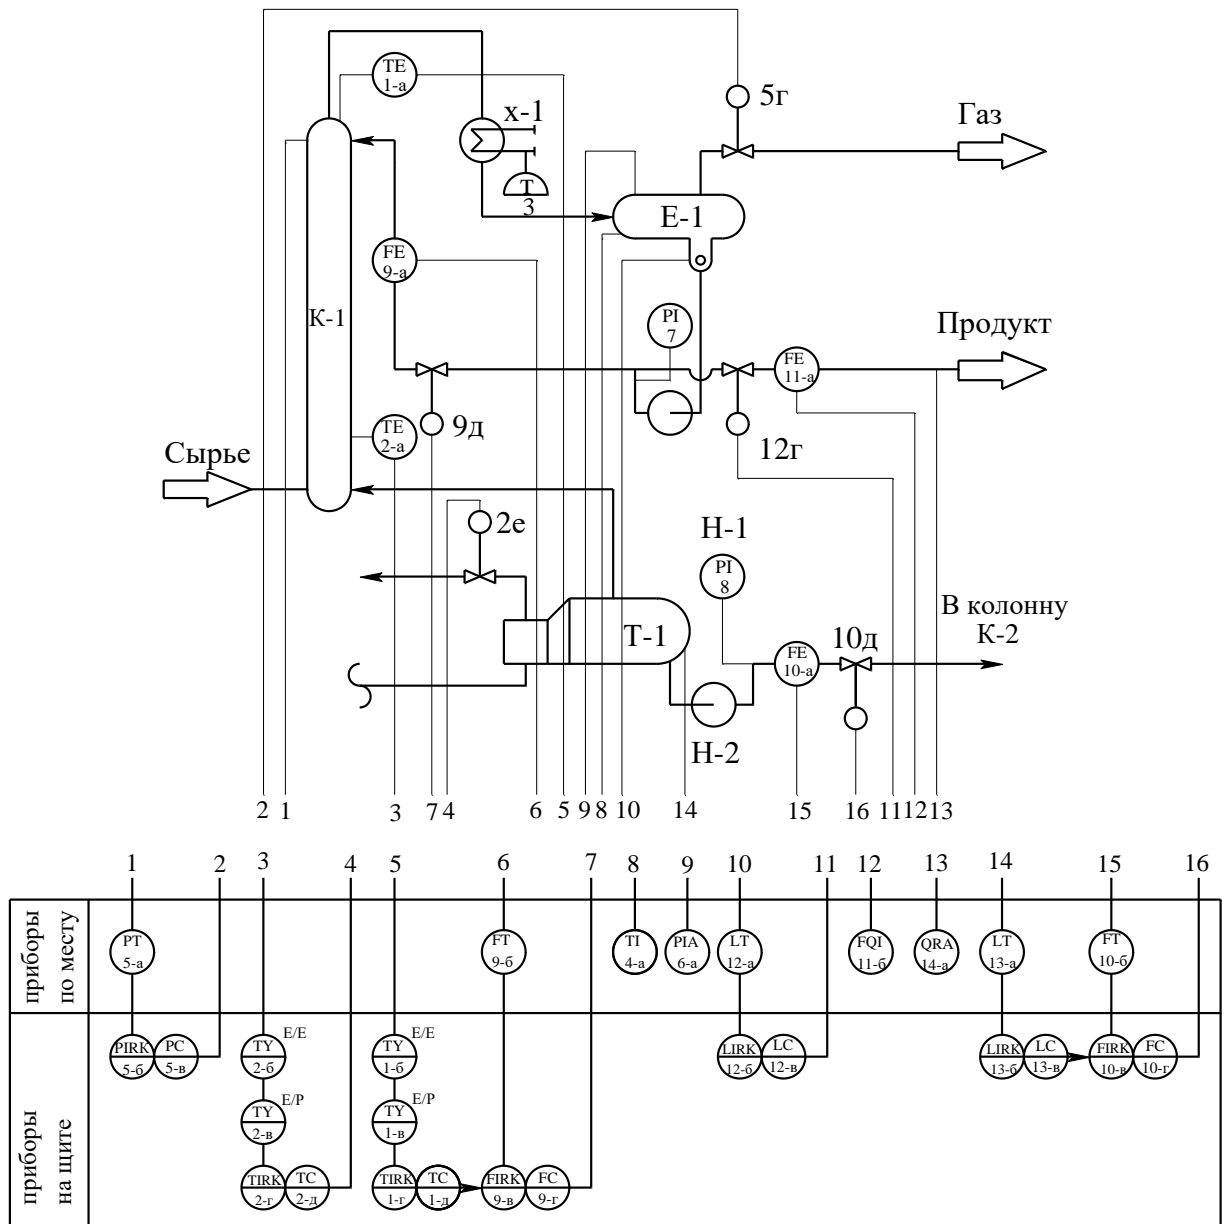 TE
1-а
х-1
5г
Газ
Т
3
Е-1
FE
9-а
К-1
PI
7
Продукт
FE
11-а
TE
2-а
9д
12г
Сырье
2е
Н-1
PI
8
В колонну
К-2
Т-1
10д
FE
10-а
Н-2
2 1 3 7 4 6 5 9 8 10 14 15 16 11 12 13
1 2 3 4 5 6 7 8 9 10 11 12 13 14 15 16
приборы
по месту
PT
5-а
FT
9-б
TI
4-а
PIA
6-а
LT
12-а
FQI
11-б
QRA
14-а
LT
13-а
FT
10-б
приборы
на щите
PIRK
5-б
PC
5-в
TY
2-б
E/E
TY
1-б
E/E
LIRK
12-б
LC
12-в
LIRK
13-б
LC
13-в
FIRK
10-в
FC
10-г
TY
2-в
E/P
TY
1-в
E/P
TIRK
2-г
TC
2-д
TIRK
1-г
TC
1-д
FIRK
9-в
FC
9-г